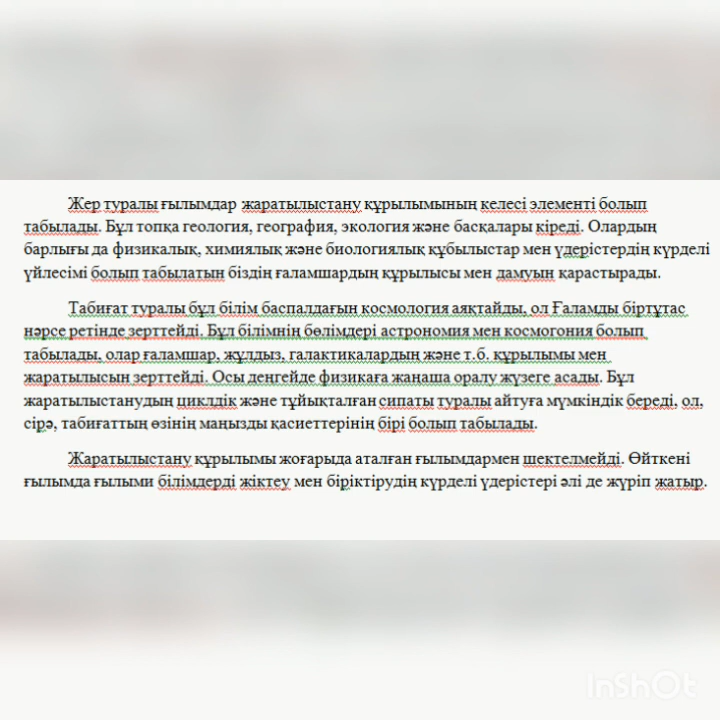 Жер туралы ғылымдар жаратылыстану құрылымының келесі элементі болып
табылады. Бұл топқа геология, география, экология және басқалары кіреді. Олардың
барлығы да физикалық, химиялық және биологиялық құбылыстар мен үдерістердің күрделі
үйлесімі болып табылатын біздің ғаламшардың құрылысы мен дамуын қарастырады.
Табиғат туралы бұл білім баспалдағын космология аяқтайды, ол Ғаламды біртұтас
нәрсе ретінде зерттейді. Бұл білімнің бөлімдері астрономия мен космогония болып
табылады, олар ғаламшар, жұлдыз, галактикалардың және т.б. құрылымы мен
жаратылысын зерттейді. Осы деңгейде физикаға жаңаша оралу жүзеге асады. Бұл
жаратылыстанудың циклдік және тұйықталған сипаты туралы айтуға мүмкіндік береді, ол,
сірә, табиғаттың өзінің маңызды қасиеттерінің бірі болып табылады.
Жаратылыстану құрылымы жоғарыда аталған ғылымдармен шектелмейді. Өйткені
ғылымда ғылыми білімдерді жіктеу мен біріктірудің күрделі үдерістері әлі де жүріп жатыр.
InShOt